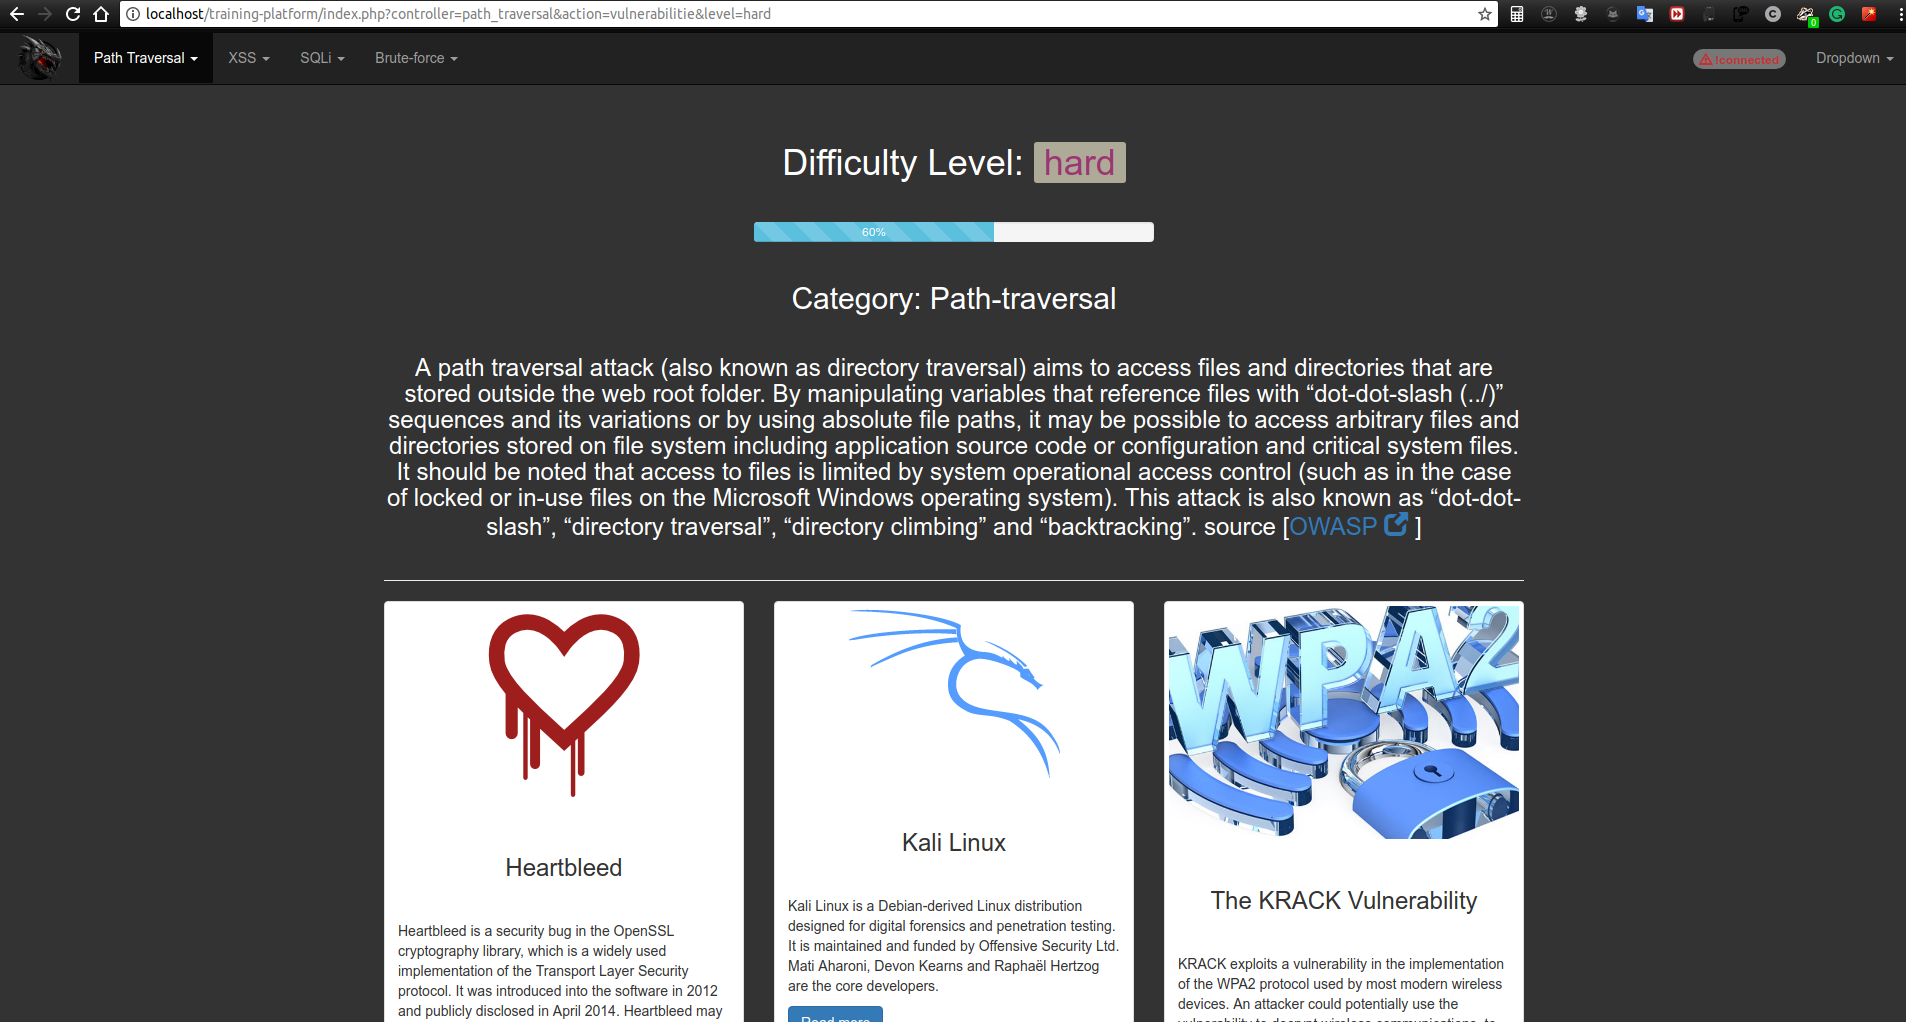 localhost/training-platform/index.php?controller=path_traversal&action=vulnerabilitie&level=hard
Path Traversal
XSS
SQLi
Brute-force
!connected
Dropdown
Difficulty Level: hard
60%
Category: Path-traversal
A path traversal attack (also known as directory traversal) aims to access files and directories that are
stored outside the web root folder. By manipulating variables that reference files with “dot-dot-slash (../)”
sequences and its variations or by using absolute file paths, it may be possible to access arbitrary files and
directories stored on file system including application source code or configuration and critical system files.
It should be noted that access to files is limited by system operational access control (such as in the case
of locked or in-use files on the Microsoft Windows operating system). This attack is also known as “dot-dot-
slash”, “directory traversal”, “directory climbing” and “backtracking”. source [OWASP ]
Heartbleed
Heartbleed is a security bug in the OpenSSL
cryptography library, which is a widely used
implementation of the Transport Layer Security
protocol. It was introduced into the software in 2012
and publicly disclosed in April 2014. Heartbleed may
Kali Linux
Kali Linux is a Debian-derived Linux distribution
designed for digital forensics and penetration testing.
It is maintained and funded by Offensive Security Ltd.
Mati Aharoni, Devon Kearns and Raphaël Hertzog
are the core developers.
Read more
WPA2
The KRACK Vulnerability
KRACK exploits a vulnerability in the implementation
of the WPA2 protocol used by most modern wireless
devices. An attacker could potentially use the
vulnerability to decrypt wireless communications, to